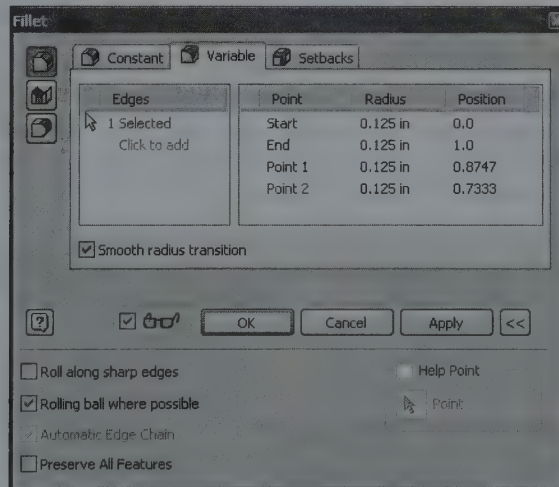 Fillet
Constant Variable Setbacks
Edges
1 Selected
Click to add
Point Radius Position
Start 0.125 in 0.0
End 0.125 in 1.0
Point 1 0.125 in 0.8747
Point 2 0.125 in 0.7333
Smooth radius transition
OK Cancel Apply <<
Roll along sharp edges
Help Point
Rolling ball where possible
Point
Automatic Edge Chain
Preserve All Features